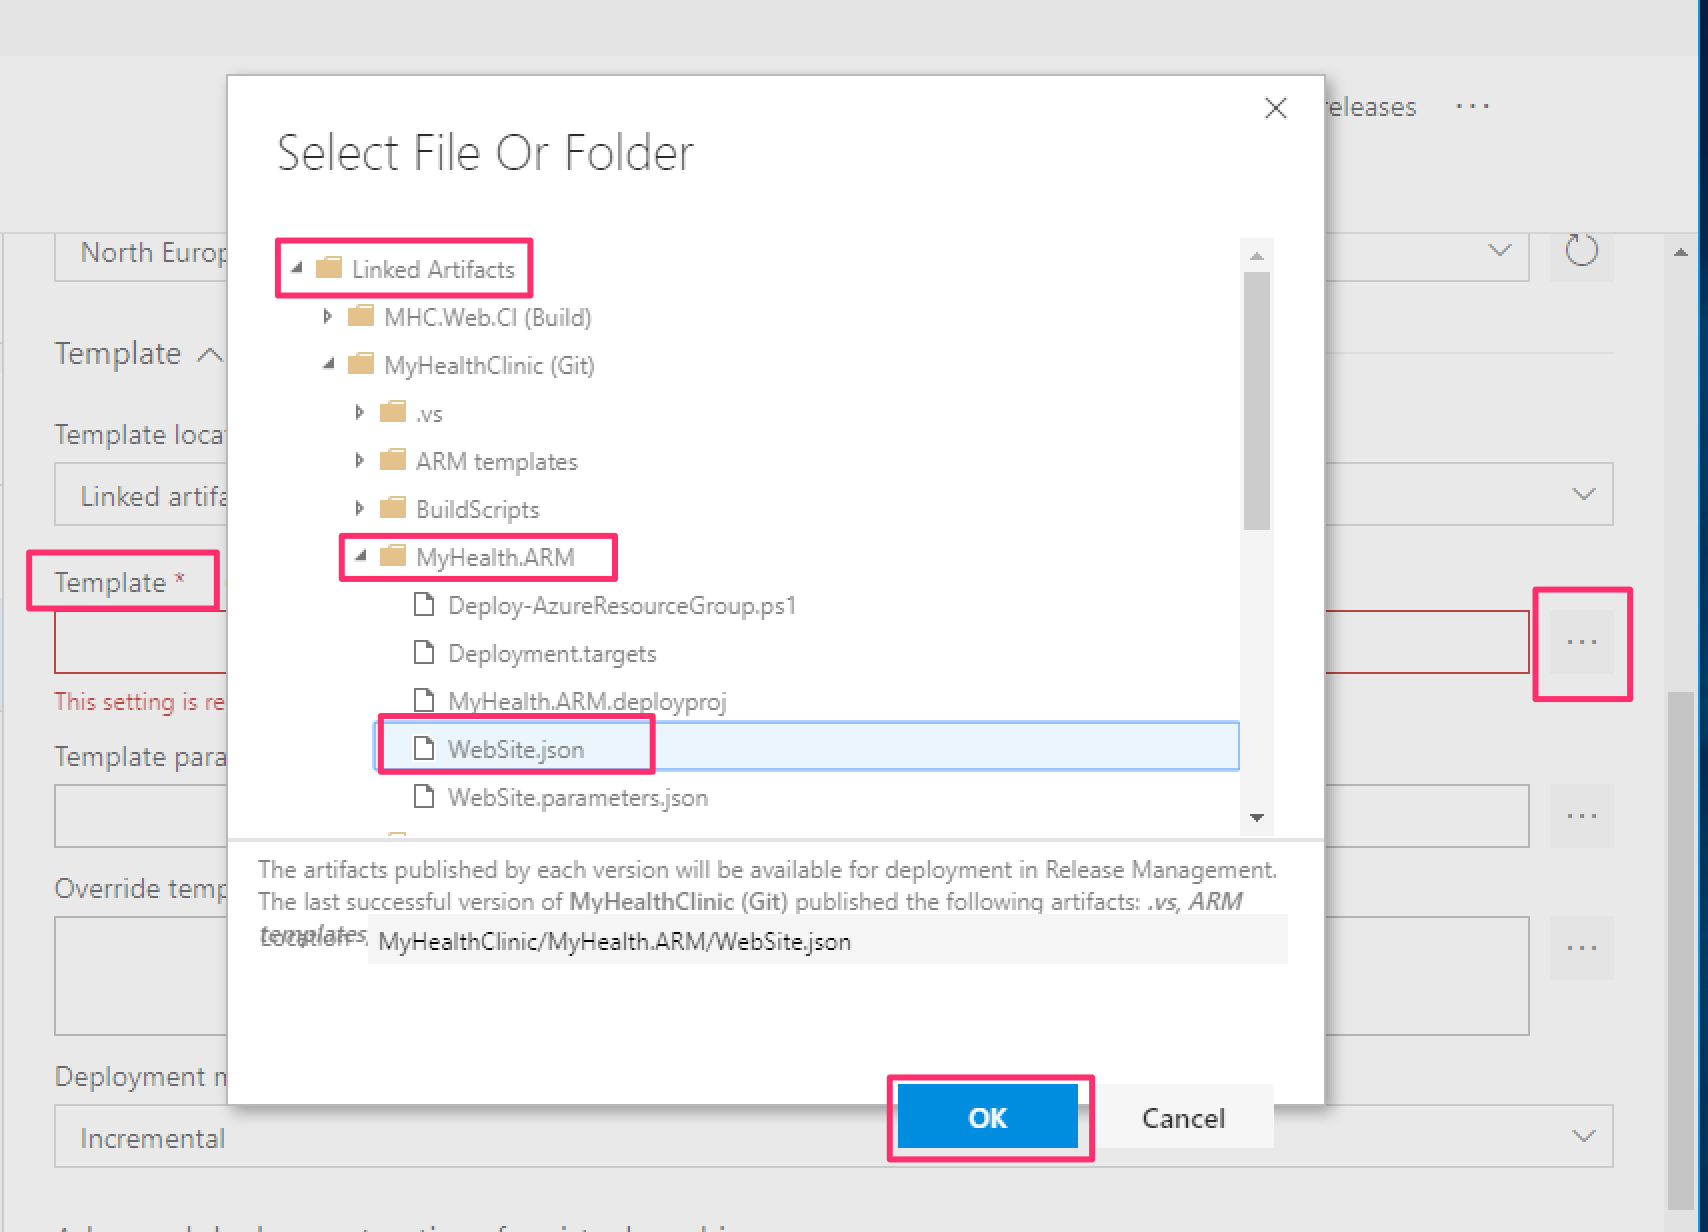 releases
Select File Or Folder
North Europ
Linked Artifacts
MHC.Web.CI (Build)
Template
MyHealthClinic (Git)
.vs
Template loca
ARM templates
Linked artifa
BuildScripts
MyHealth.ARM
Template *
Deploy-AzureResourceGroup.ps1
Deployment.targets
This setting is re
MyHealth.ARM.deployproj
WebSite.json
Template para
WebSite.parameters.json
The artifacts published by each version will be available for deployment in Release Management.
Override temp
The last successful version of MyHealthClinic (Git) published the following artifacts: .vs, ARM
templates,
Location
MyHealthClinic/MyHealth.ARM/WebSite.json
Deployment m
OK
Cancel
Incremental